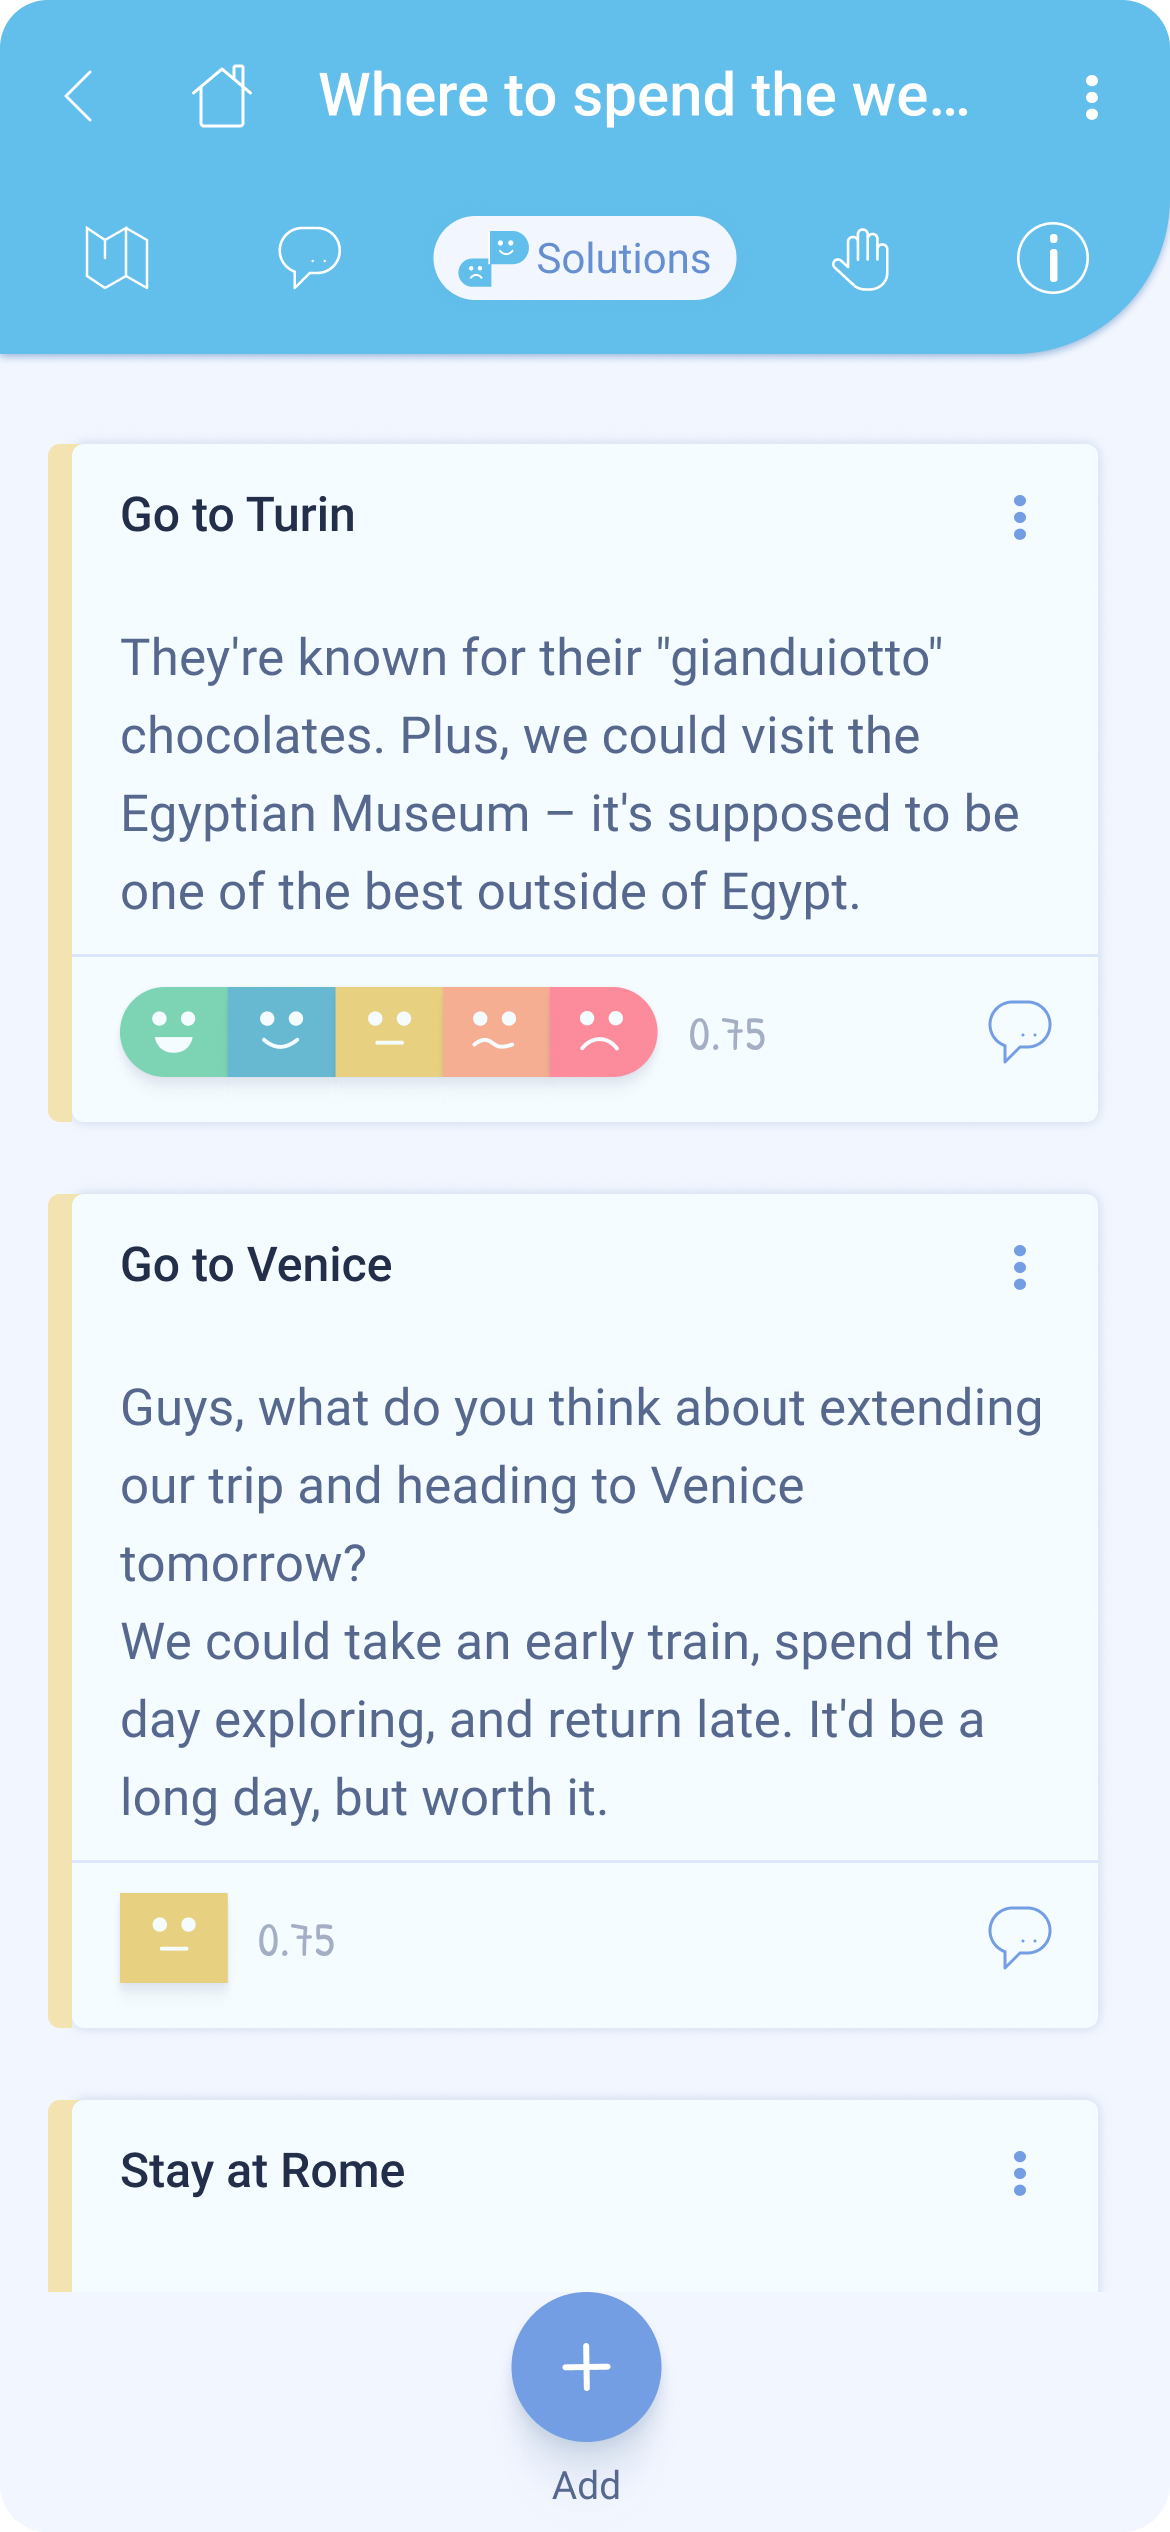 Where to spend the we...
Solutions
Go to Turin
They're known for their "gianduiotto"
chocolates. Plus, we could visit the
Egyptian Museum – it's supposed to be
one of the best outside of Egypt.
0.75
Go to Venice
Guys, what do you think about extending
our trip and heading to Venice
tomorrow?
We could take an early train, spend the
day exploring, and return late. It'd be a
long day, but worth it.
0.75
Stay at Rome
Add